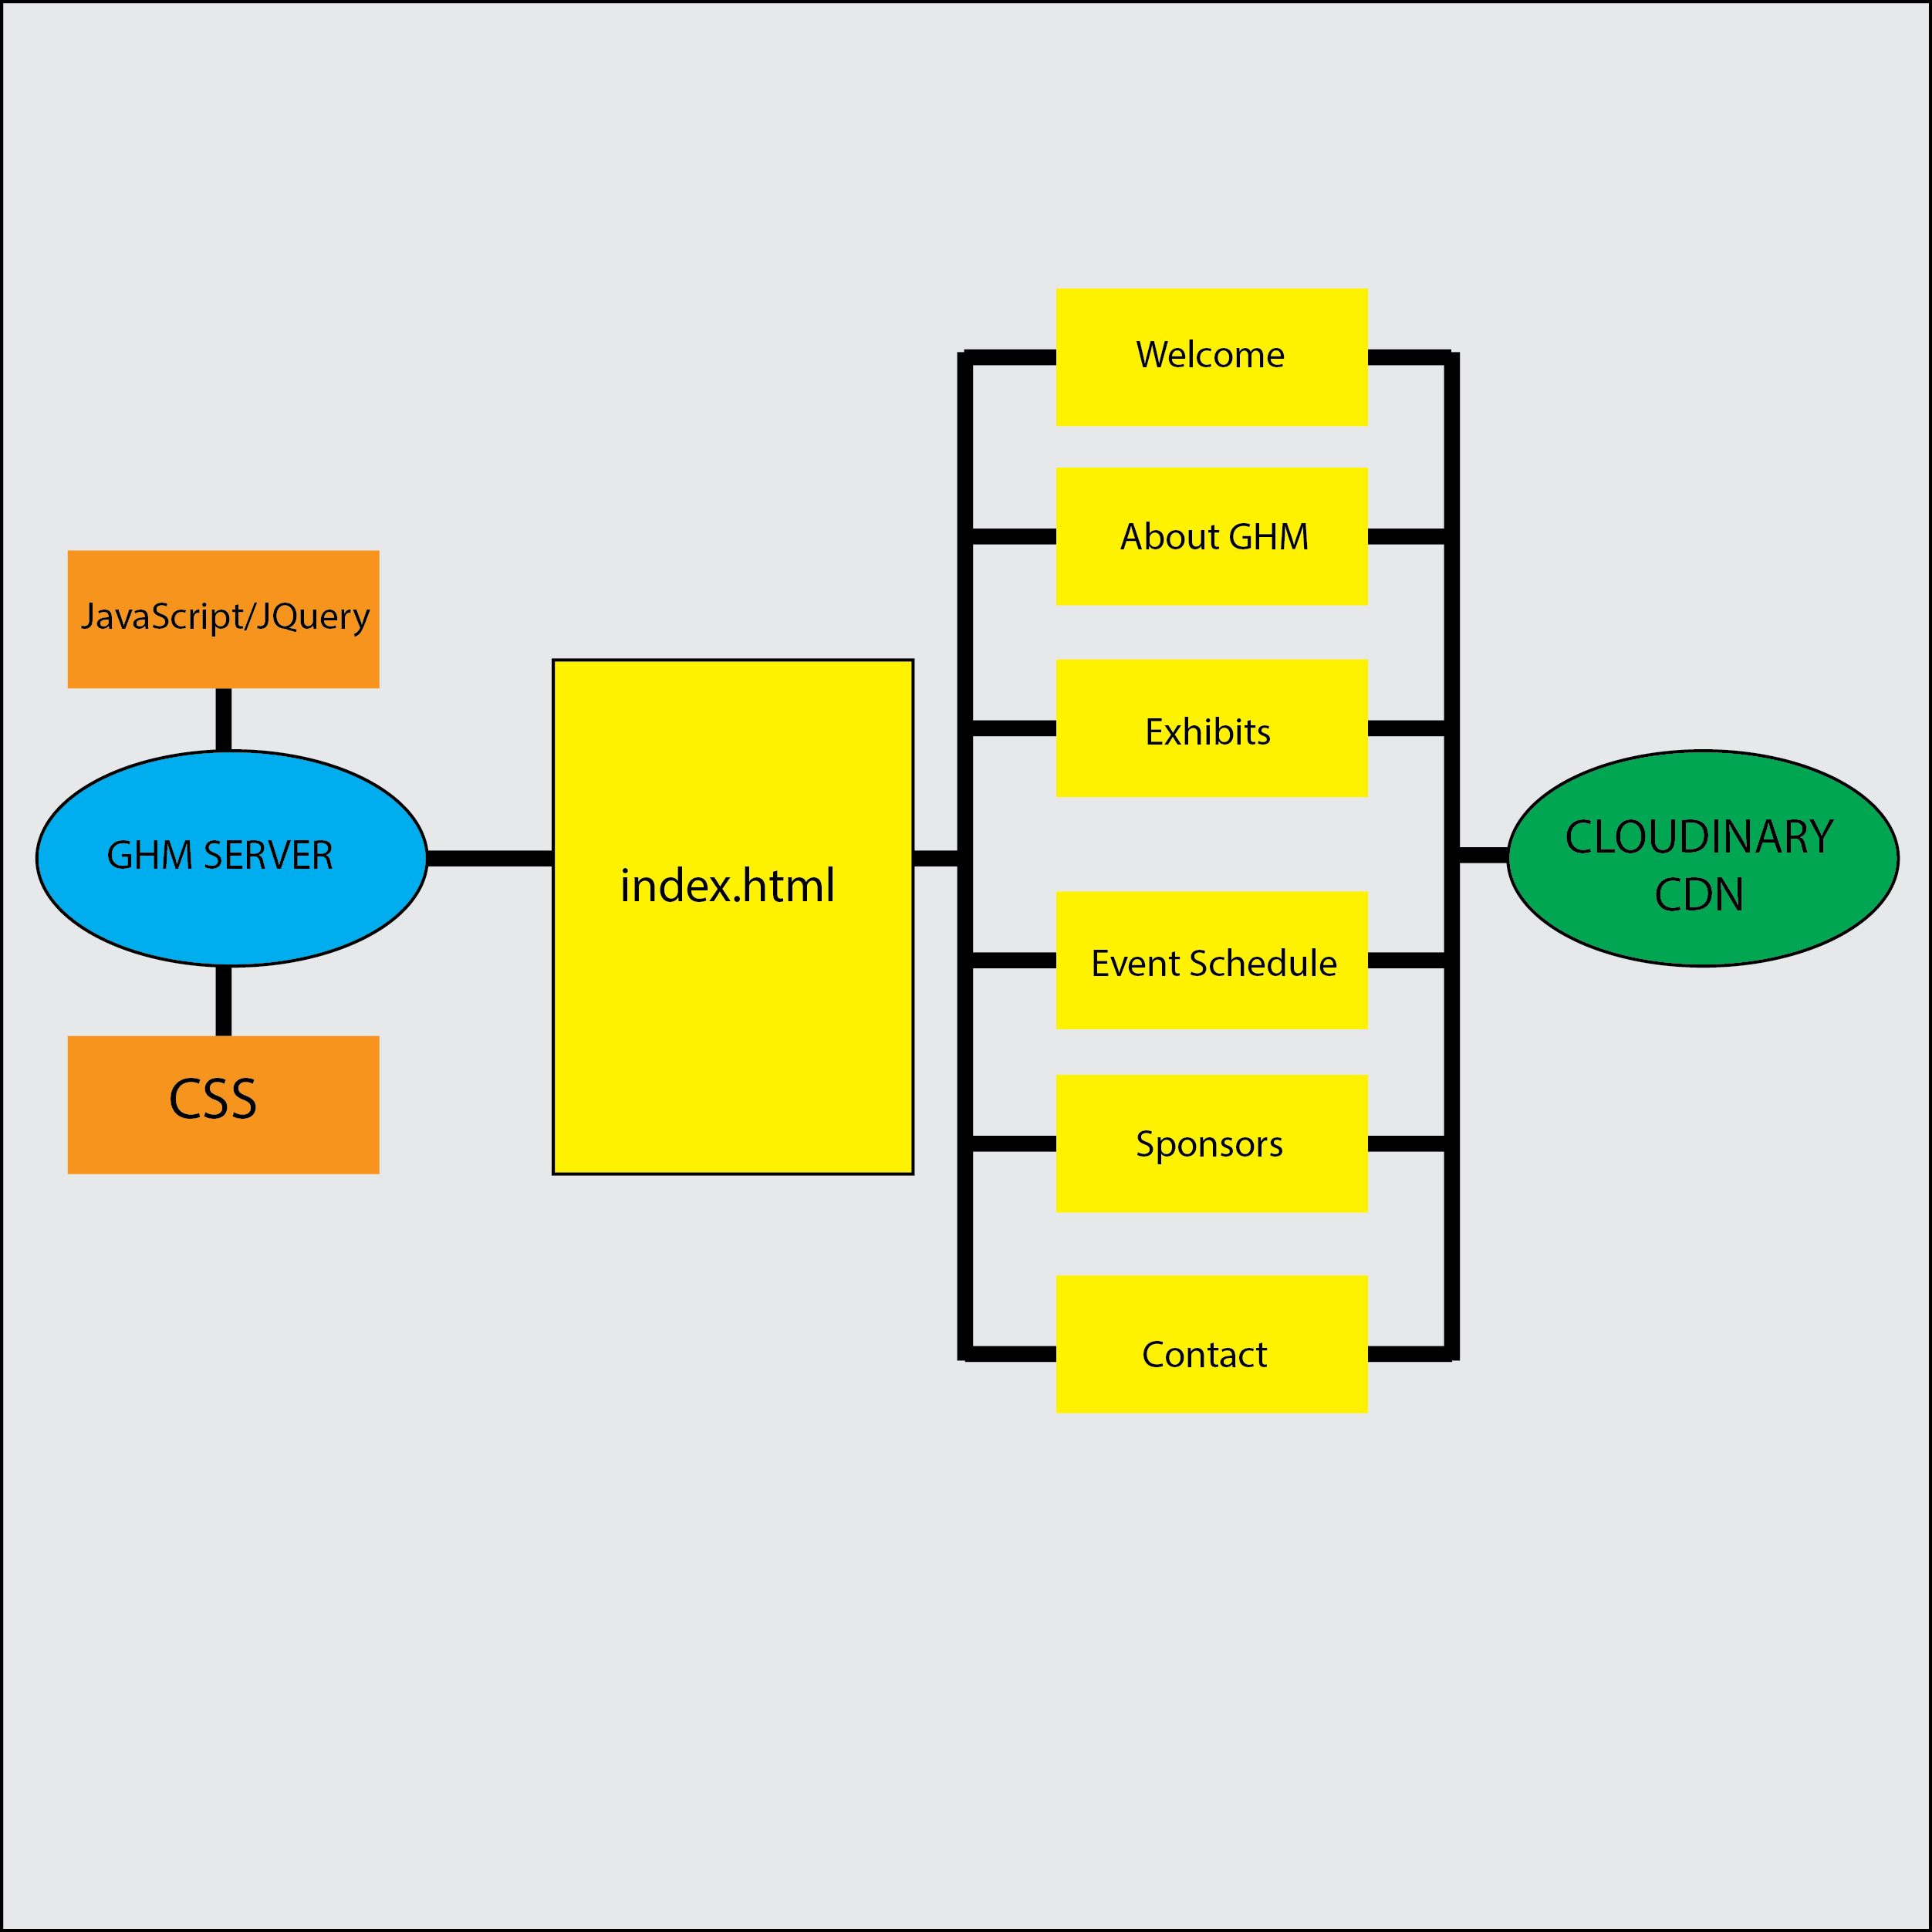 JavaScript/JQuery
GHM SERVER
CSS
index.html
Welcome
About GHM
Exhibits
Event Schedule
Sponsors
Contact
CLOUDINARY
CDN